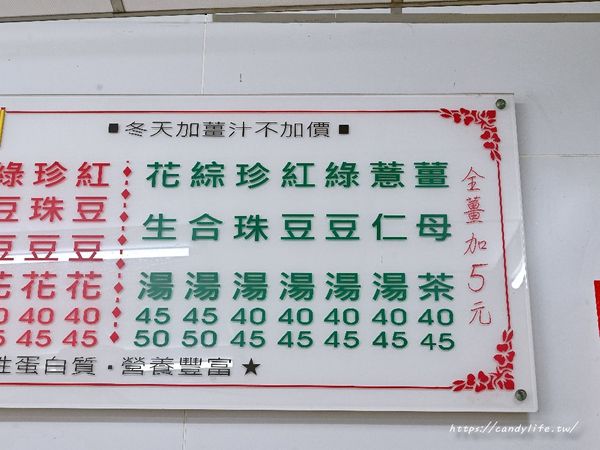 ■冬天加薑汁不加價■
薑母茶 40 45
薏仁湯 40 45
綠豆湯 40 45
紅豆湯 40 45
珍珠湯 40 45
綜合湯 45 50
花生湯 45 50
全薑加5元
紅豆豆花 40 45
珍珠豆花 40 45
綠豆豆花
性蛋白質·營養豐富★
https://candylife.tw/